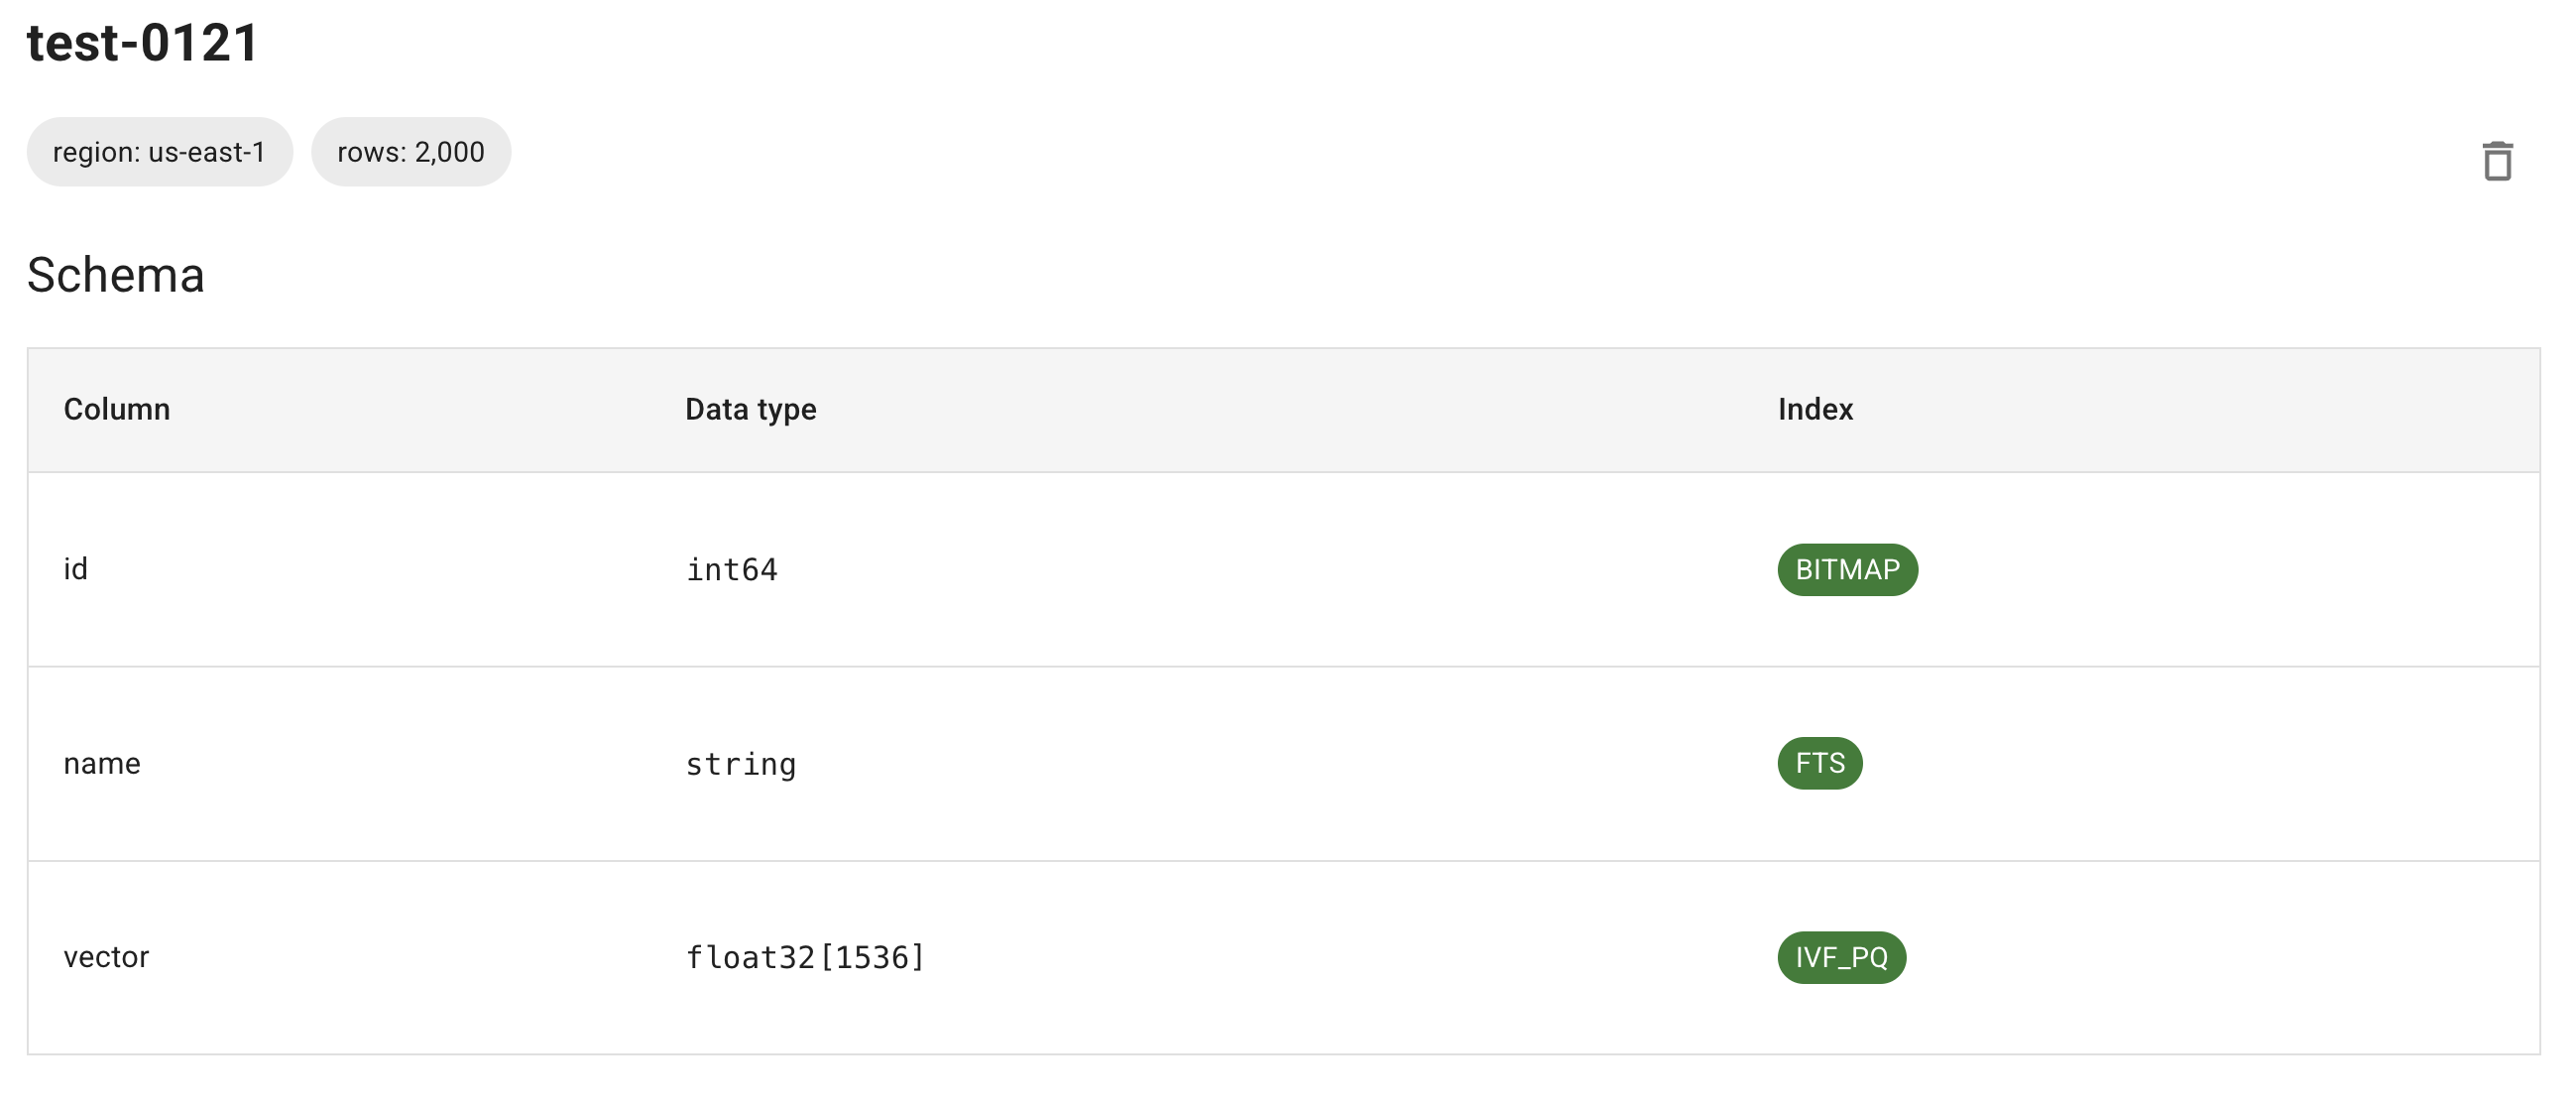 test-0121
region: us-east-1 rows: 2,000
Schema
Column Data type Index
id int64 BITMAP
name string FTS
vector float32[1536] IVF_PQ